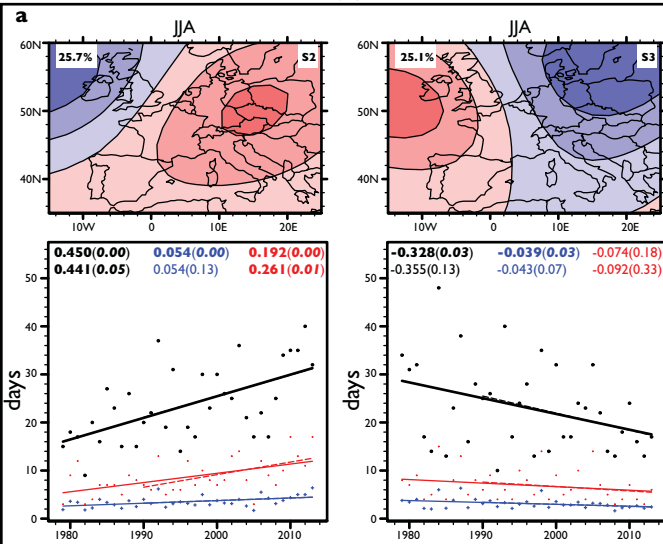 a
JJA JJA
60N 25.7% S2 60N 25.1% S3
50N 50N
40N 40N
10W 0 10E 20E 10W 0 10E 20E
0.450(0.00) 0.054(0.00) 0.192(0.00) -0.328(0.03) -0.039(0.03) -0.074(0.18)
0.441(0.05) 0.054(0.13) 0.261(0.01) -0.355(0.13) -0.043(0.07) -0.092(0.33)
50 50
40 40
days 30 days 30
20 20
10 10
0 0
1980 1990 2000 2010 1980 1990 2000 2010